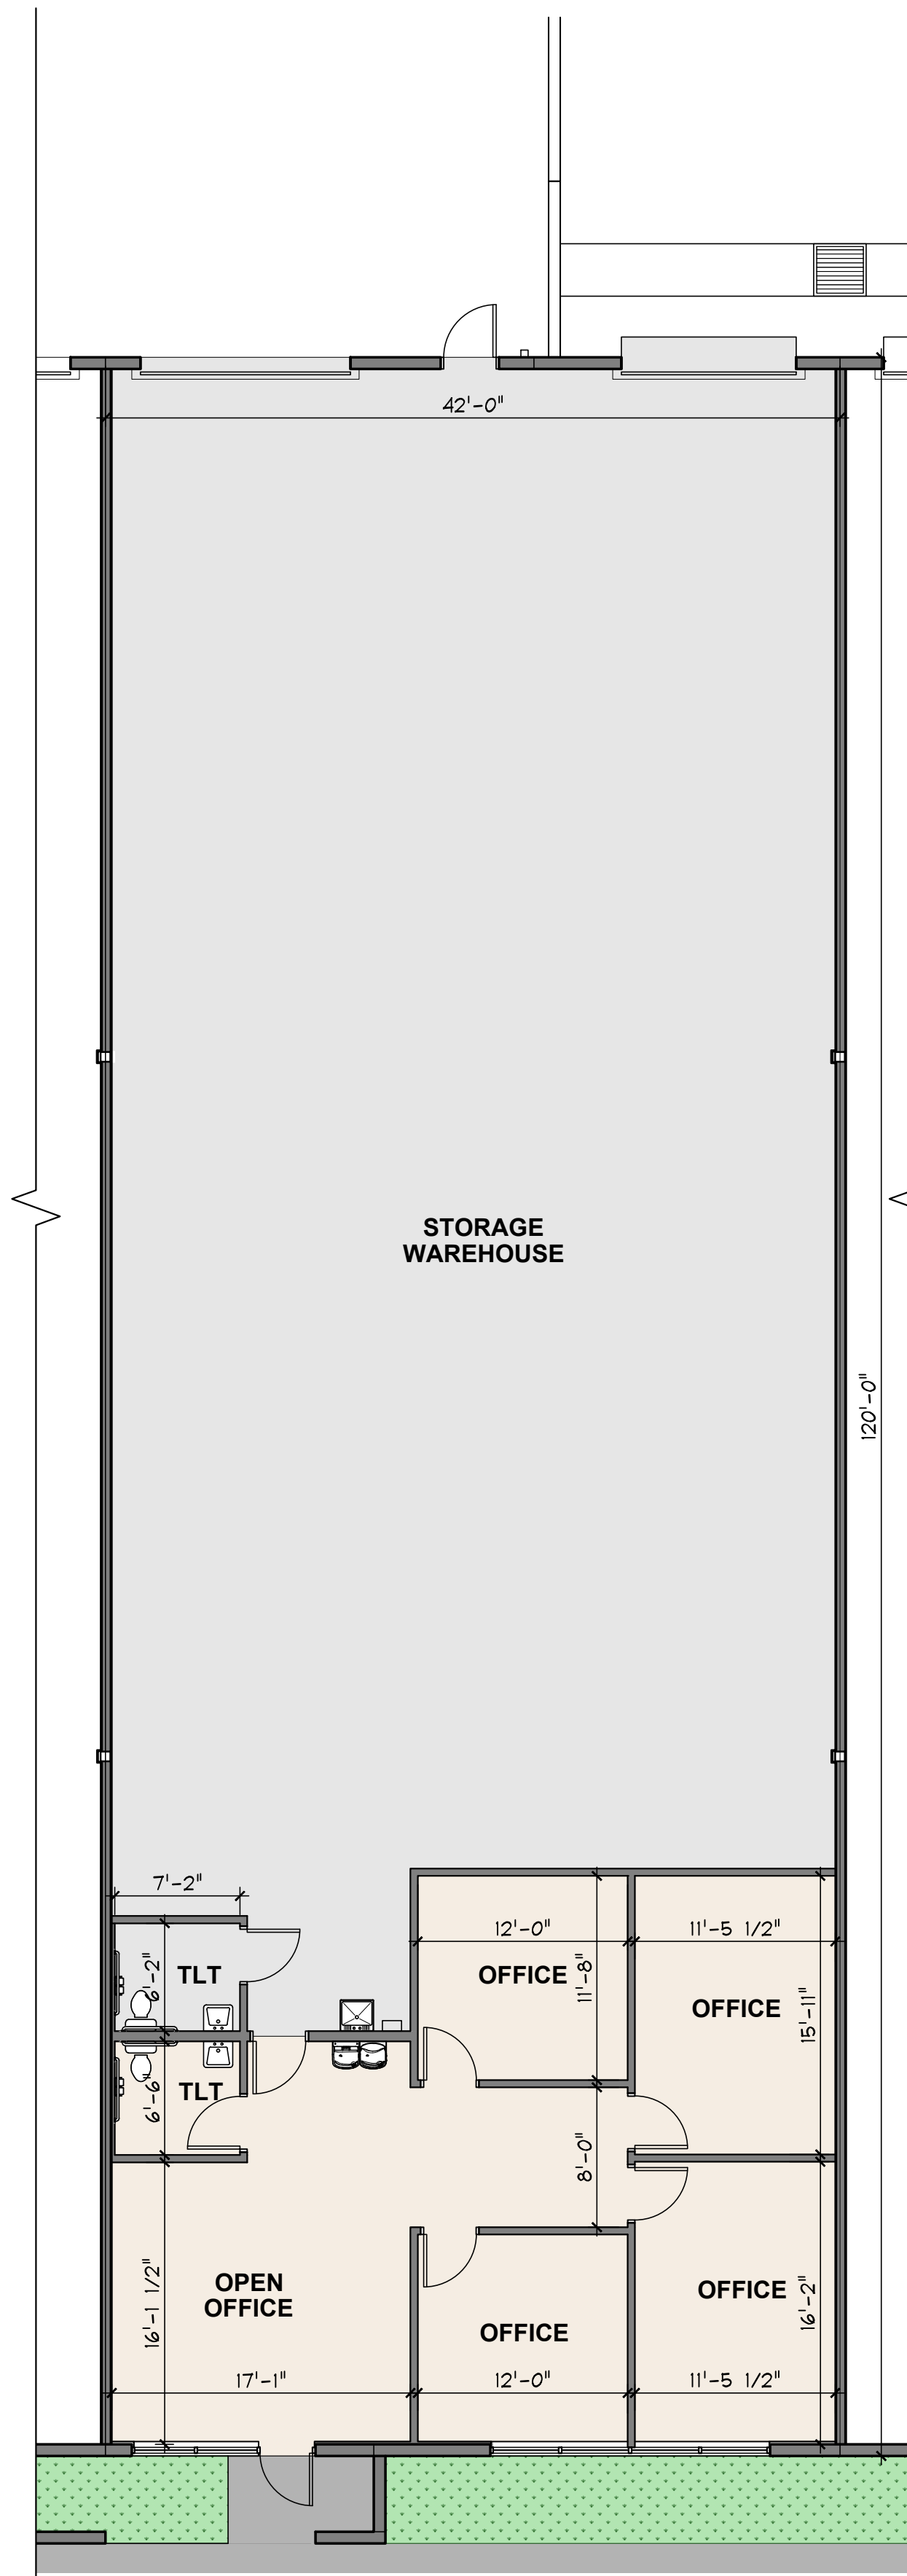 42'-0"
STORAGE
WAREHOUSE
120'-0"
7'-2"
6'-2"
TLT
12'-0"
11'-5 1/2"
OFFICE
11'-8"
OFFICE
15'-11"
6'-6"
TLT
8'-0"
16'-1 1/2"
OPEN
OFFICE
OFFICE
OFFICE
16'-2"
17'-1"
12'-0"
11'-5 1/2"